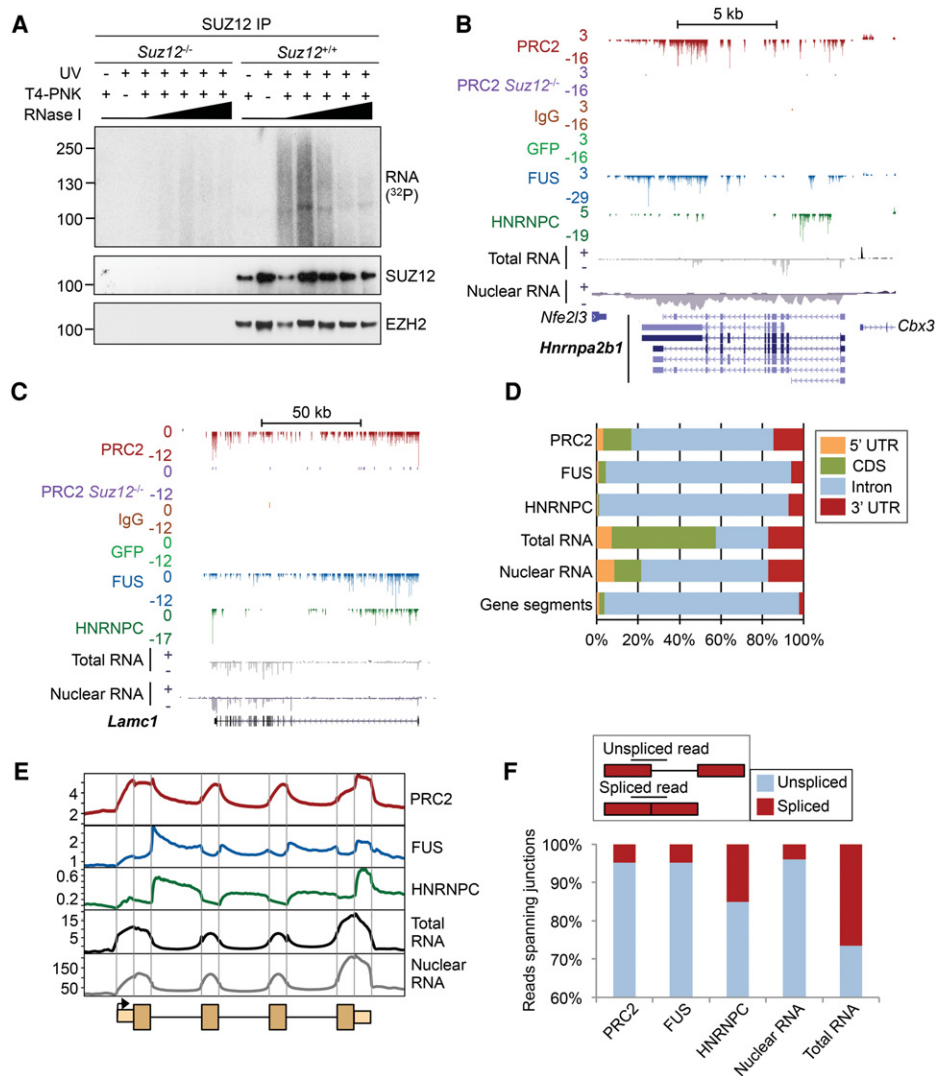 A
SUZ12 IP
Suz12-/-
Suz12+/+
UV - + + + + + + - + + + + + +
T4-PNK + - + + + + + + - + + + + +
RNase I
250
130
100
RNA
(32P)
100
SUZ12
100
EZH2
B
5 kb
PRC2 3 -16
PRC2 Suz12-/- 3 -16
IgG 3 -16
GFP 3 -16
FUS 3 -29
HNRNPC 5 -19
Total RNA + -
Nuclear RNA + -
Nfe2l3
Cbx3
Hnrnpa2b1
C
50 kb
PRC2 0 -12
PRC2 Suz12-/- 0 -12
IgG 0 -12
GFP 0 -12
FUS 0 -12
HNRNPC 0 -17
Total RNA + -
Nuclear RNA + -
Lamc1
D
PRC2
FUS
HNRNPC
Total RNA
Nuclear RNA
Gene segments
0% 20% 40% 60% 80% 100%
5' UTR
CDS
Intron
3' UTR
E
4
2
PRC2
2
1
FUS
0.6
0.2
HNRNPC
15
5
Total
RNA
150
50
Nuclear
RNA
F
Unspliced read
Spliced read
Unspliced
Spliced
Reads spanning junctions
100%
90%
80%
70%
60%
PRC2
FUS
HNRNPC
Nuclear RNA
Total RNA